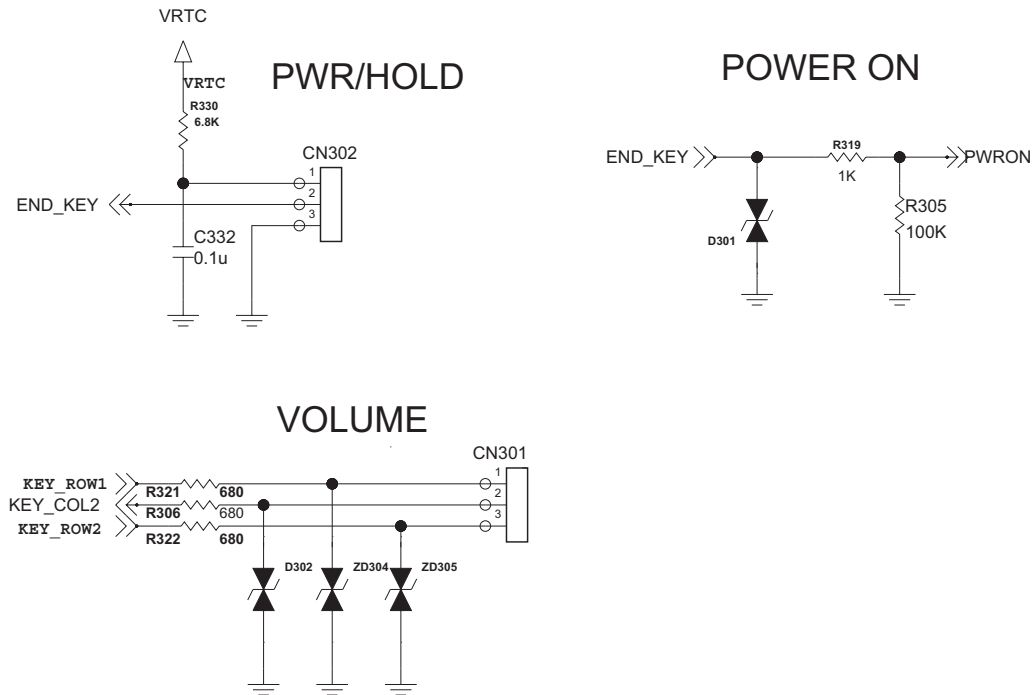 VRTC
VRTC
PWR/HOLD
R330
6.8K
CN302
1
2
3
END_KEY
C332
0.1u
POWER ON
END_KEY
R319
1K
PWRON
D301
R305
100K
VOLUME
CN301
1
2
3
KEY_ROW1
R321 680
KEY_COL2
R306 680
KEY_ROW2
R322 680
D302 ZD304 ZD305